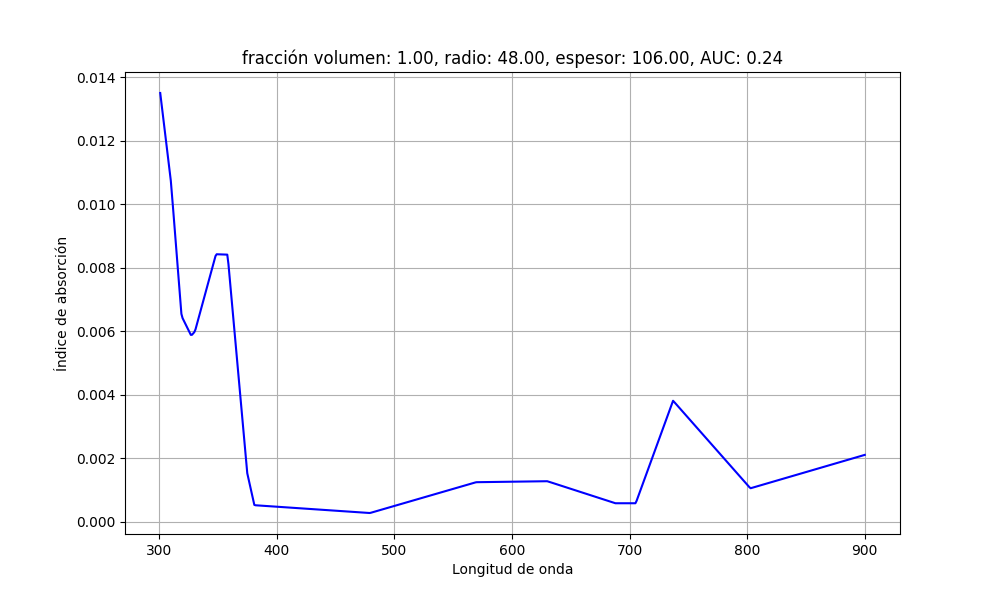 fracción volumen: 1.00, radio: 48.00, espesor: 106.00, AUC: 0.24
Índice de absorción
0.014
0.012
0.010
0.008
0.006
0.004
0.002
0.000
300 400 500 600 700 800 900
Longitud de onda